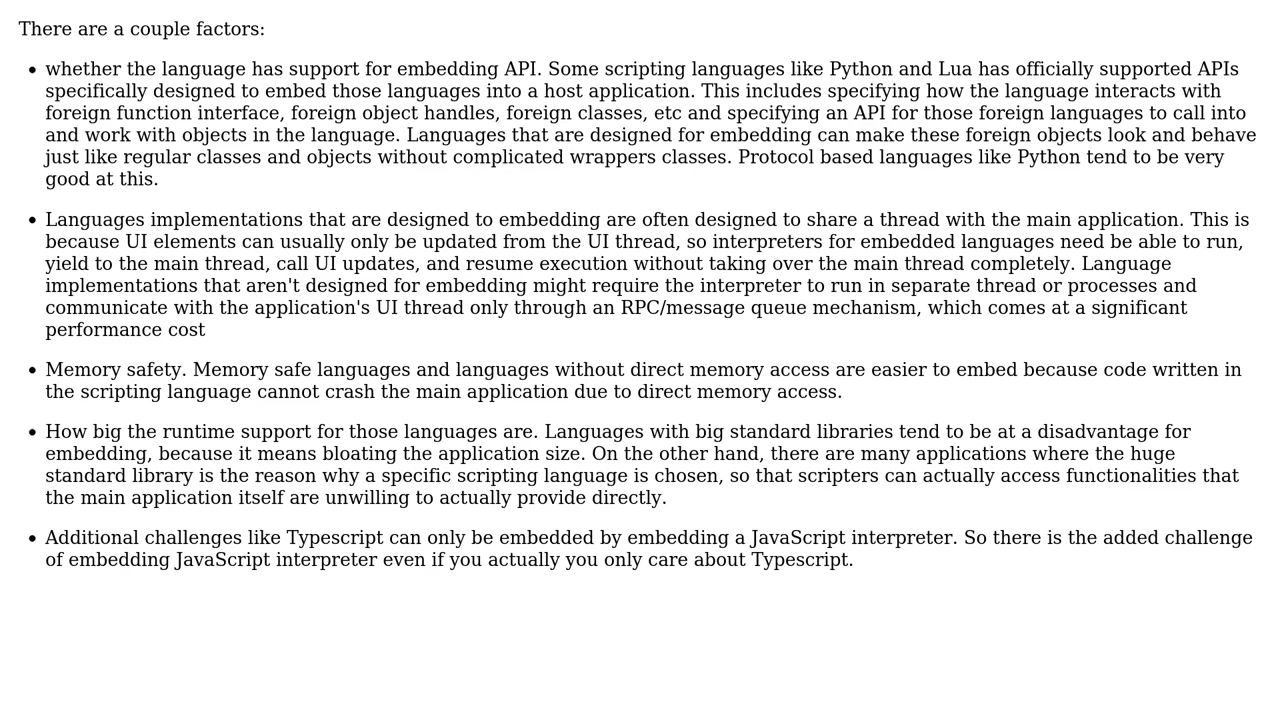 There are a couple factors:
• whether the language has support for embedding API. Some scripting languages like Python and Lua has officially supported APIs
specifically designed to embed those languages into a host application. This includes specifying how the language interacts with
foreign function interface, foreign object handles, foreign classes, etc and specifying an API for those foreign languages to call into
and work with objects in the language. Languages that are designed for embedding can make these foreign objects look and behave
just like regular classes and objects without complicated wrappers classes. Protocol based languages like Python tend to be very
good at this.
• Languages implementations that are designed to embedding are often designed to share a thread with the main application. This is
because UI elements can usually only be updated from the UI thread, so interpreters for embedded languages need be able to run,
yield to the main thread, call UI updates, and resume execution without taking over the main thread completely. Language
implementations that aren't designed for embedding might require the interpreter to run in separate thread or processes and
communicate with the application's UI thread only through an RPC/message queue mechanism, which comes at a significant
performance cost
• Memory safety. Memory safe languages and languages without direct memory access are easier to embed because code written in
the scripting language cannot crash the main application due to direct memory access.
• How big the runtime support for those languages are. Languages with big standard libraries tend to be at a disadvantage for
embedding, because it means bloating the application size. On the other hand, there are many applications where the huge
standard library is the reason why a specific scripting language is chosen, so that scripters can actually access functionalities that
the main application itself are unwilling to actually provide directly.
• Additional challenges like Typescript can only be embedded by embedding a JavaScript interpreter. So there is the added challenge
of embedding JavaScript interpreter even if you actually you only care about Typescript.